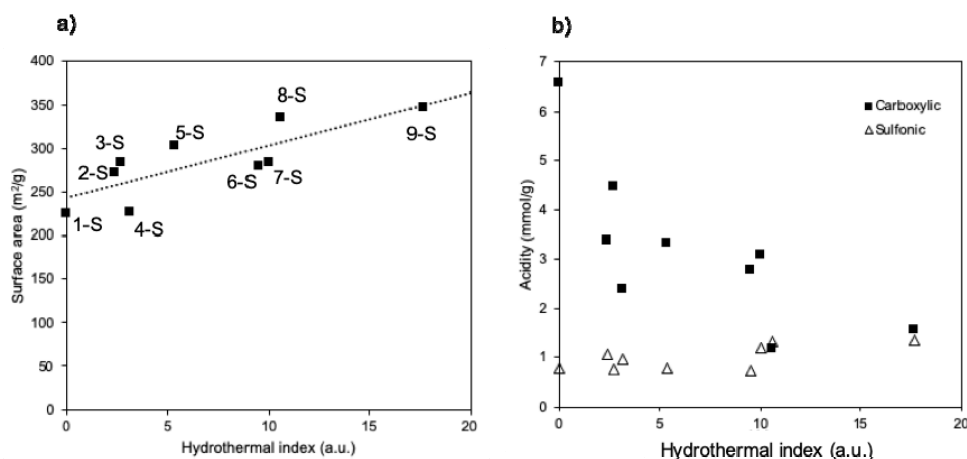 a)
400
350
300
250
200
150
100
50
0
Surface area (m²/g)
1-S
2-S
3-S
4-S
5-S
6-S
7-S
8-S
9-S
0 5 10 15 20
Hydrothermal index (a.u.)
b)
7
6
5
4
3
2
1
0
Acidity (mmol/g)
Carboxylic
Sulfonic
0 5 10 15 20
Hydrothermal index (a.u.)